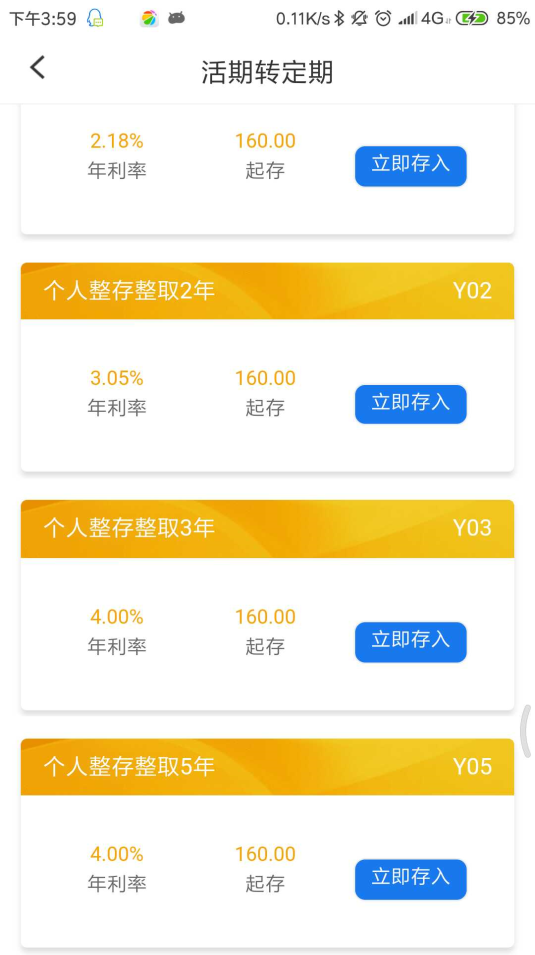 下午3:59 0.11K/s 4G 85%
活期转定期
2.18% 160.00
年利率 起存 立即存入
个人整存整取2年 Y02
3.05% 160.00
年利率 起存 立即存入
个人整存整取3年 Y03
4.00% 160.00
年利率 起存 立即存入
个人整存整取5年 Y05
4.00% 160.00
年利率 起存 立即存入